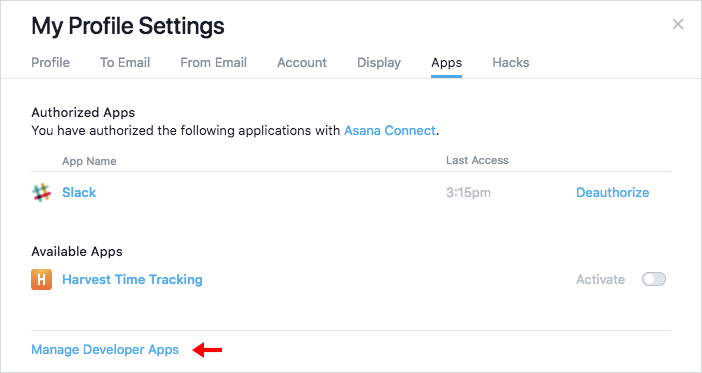 My Profile Settings
Profile To Email From Email Account Display Apps Hacks
Authorized Apps
You have authorized the following applications with Asana Connect.
App Name Last Access
Slack 3:15pm Deauthorize
Available Apps
H Harvest Time Tracking Activate
Manage Developer Apps